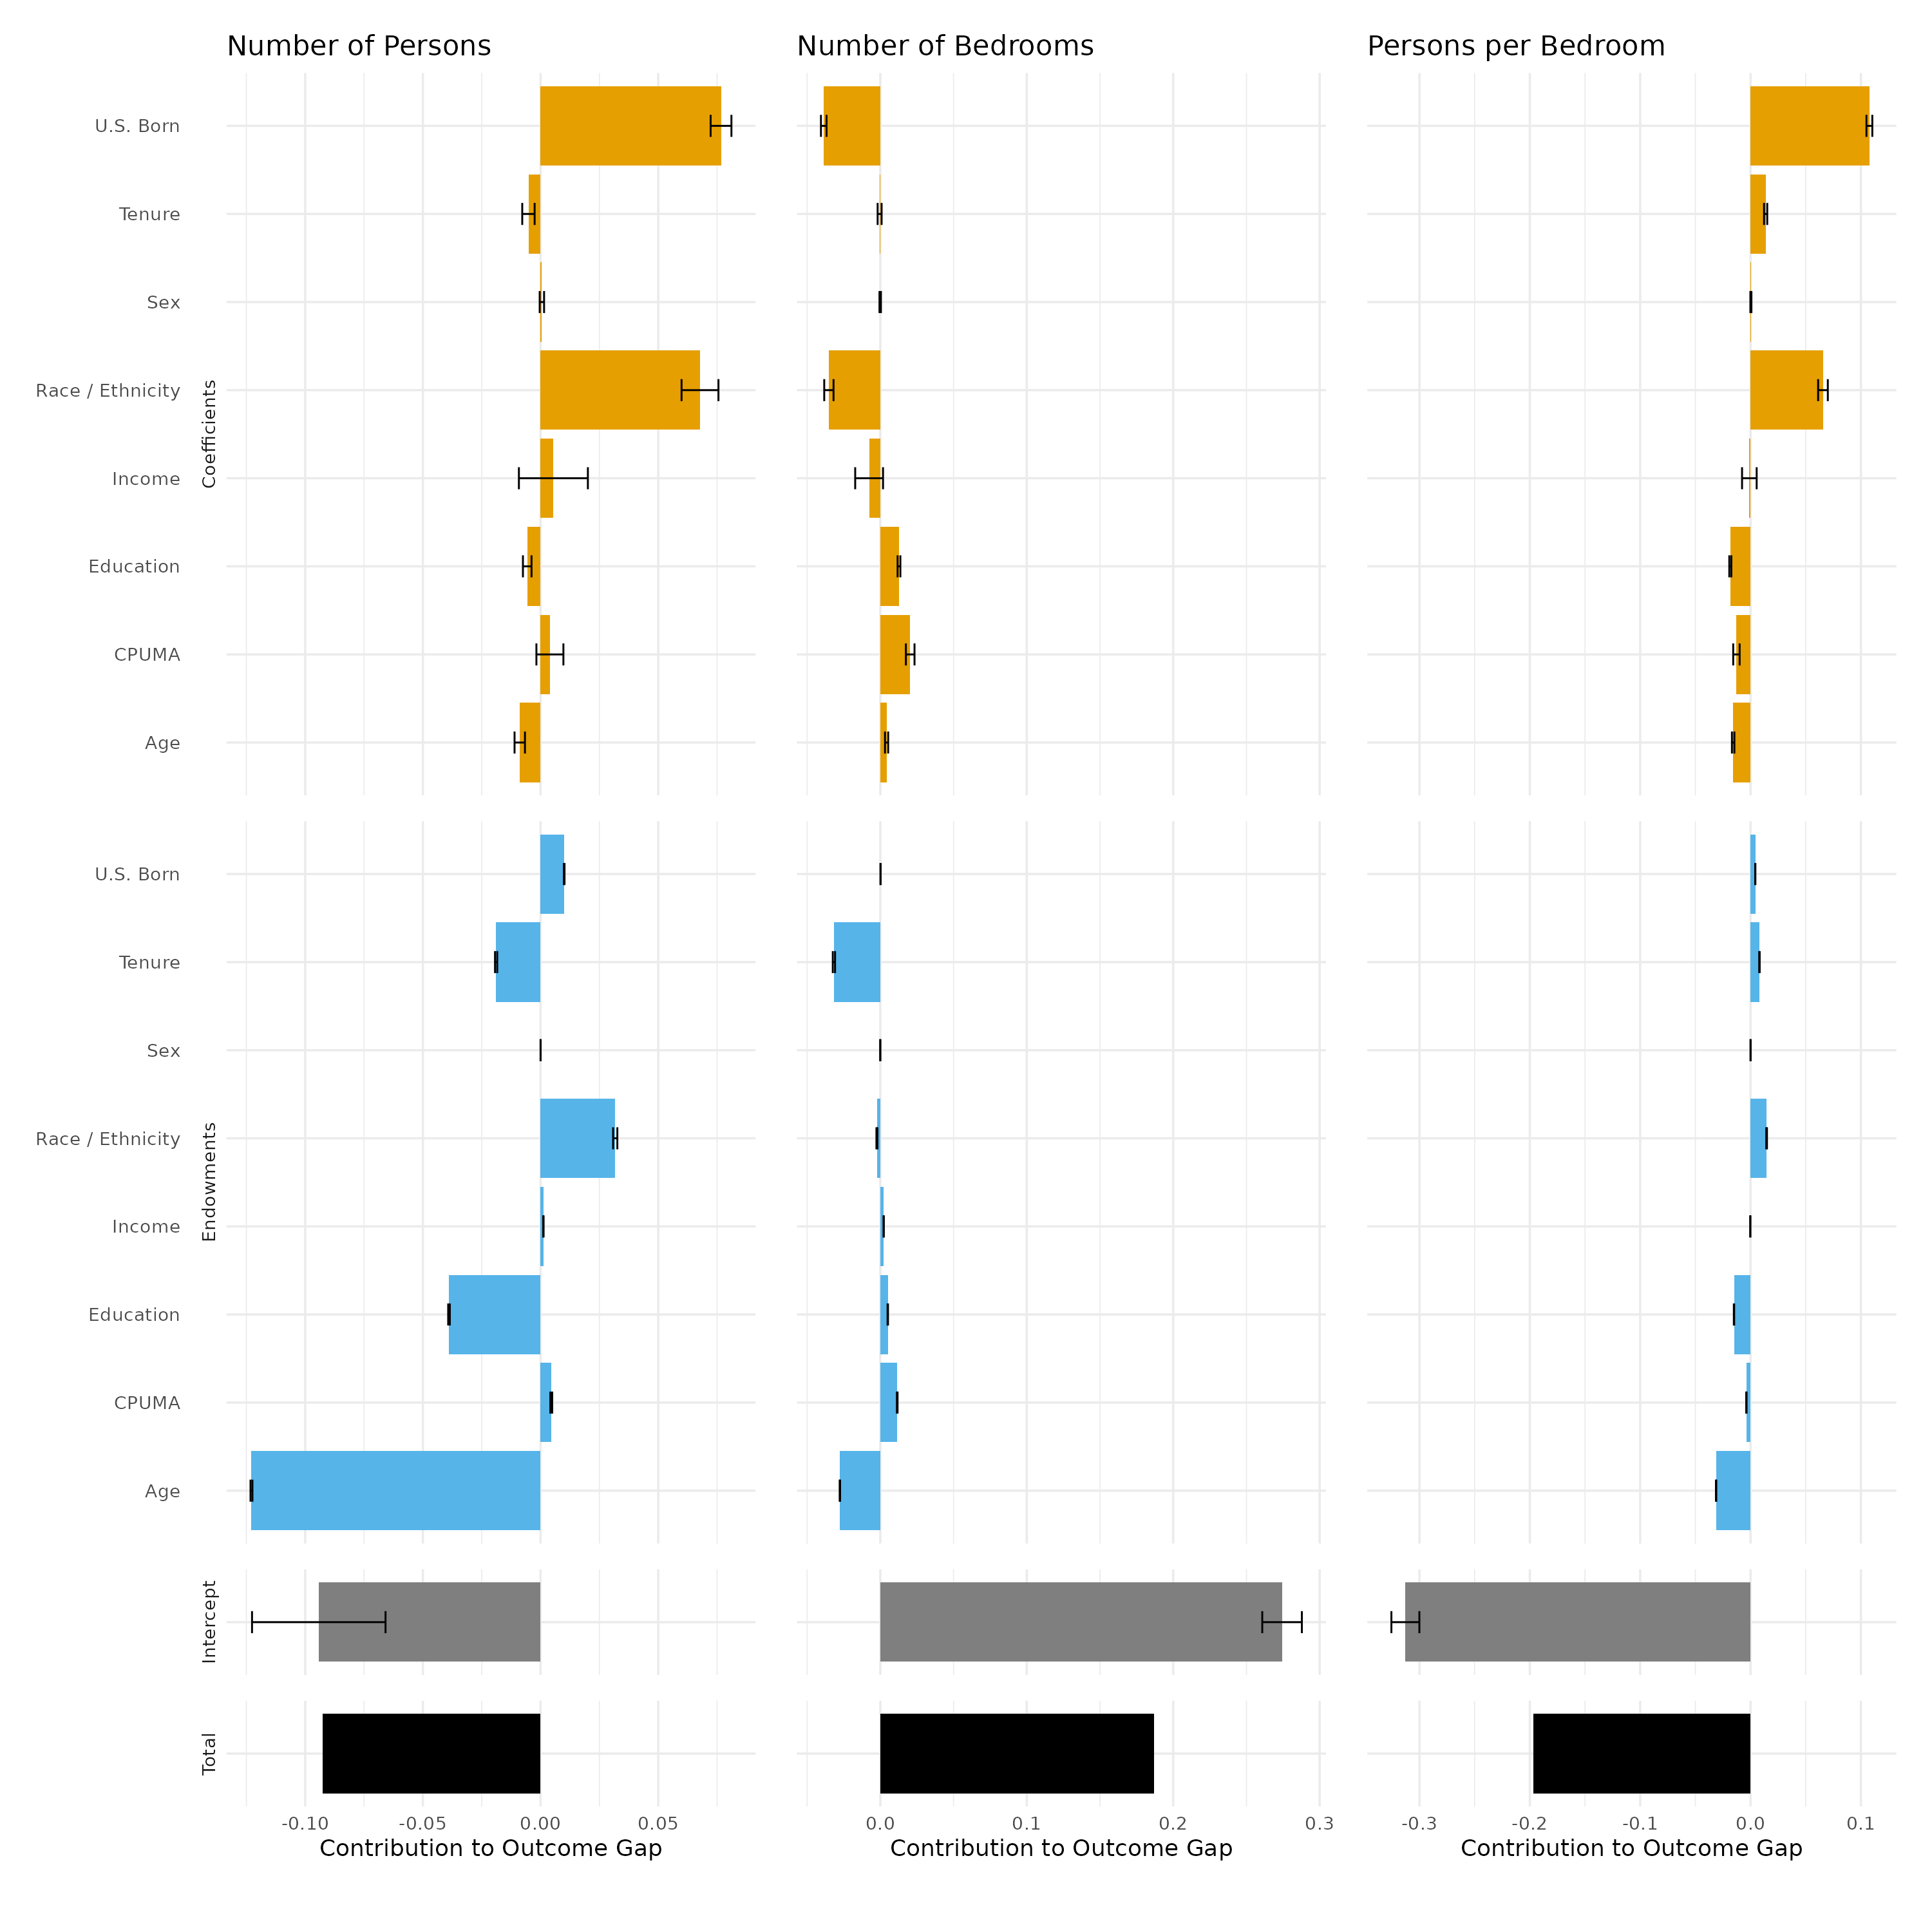 Number of Persons
Number of Bedrooms
Persons per Bedroom
Coefficients
U.S. Born
Tenure
Sex
Race / Ethnicity
Income
Education
CPUMA
Age
Endowments
U.S. Born
Tenure
Sex
Race / Ethnicity
Income
Education
CPUMA
Age
Intercept
Total
-0.10 -0.05 0.00 0.05
0.0 0.1 0.2 0.3
-0.3 -0.2 -0.1 0.0 0.1
Contribution to Outcome Gap
Contribution to Outcome Gap
Contribution to Outcome Gap